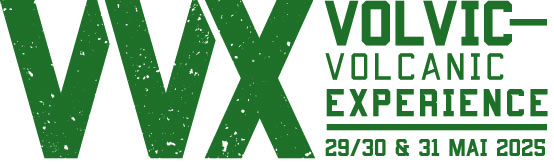 VVX
VOLVIC
VOLCANIC
EXPERIENCE
29/30 & 31 MAI 2025